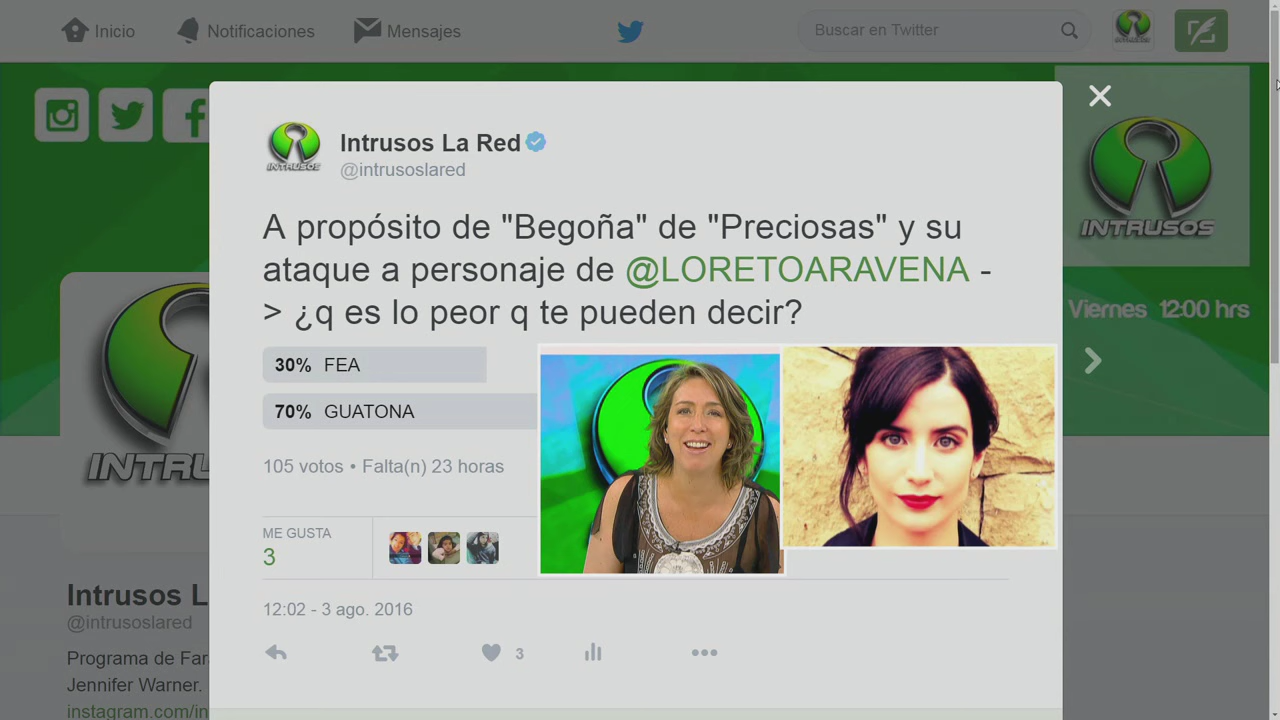 Inicio
Notificaciones
Mensajes
Buscar en Twitter
INTRUSOS
Intrusos La Red
@intrusoslared
INTRUSOS
A propósito de "Begoña" de "Preciosas" y su
ataque a personaje de @LORETOARAVENA -
> ¿q es lo peor q te pueden decir?
Viernes 12:00 hrs
30% FEA
70% GUATONA
105 votos • Falta(n) 23 horas
INTRU
ME GUSTA
3
12:02 - 3 ago. 2016
3
Intrusos L
@intrusoslared
Programa de Far
Jennifer Warner.
instagram.com/in